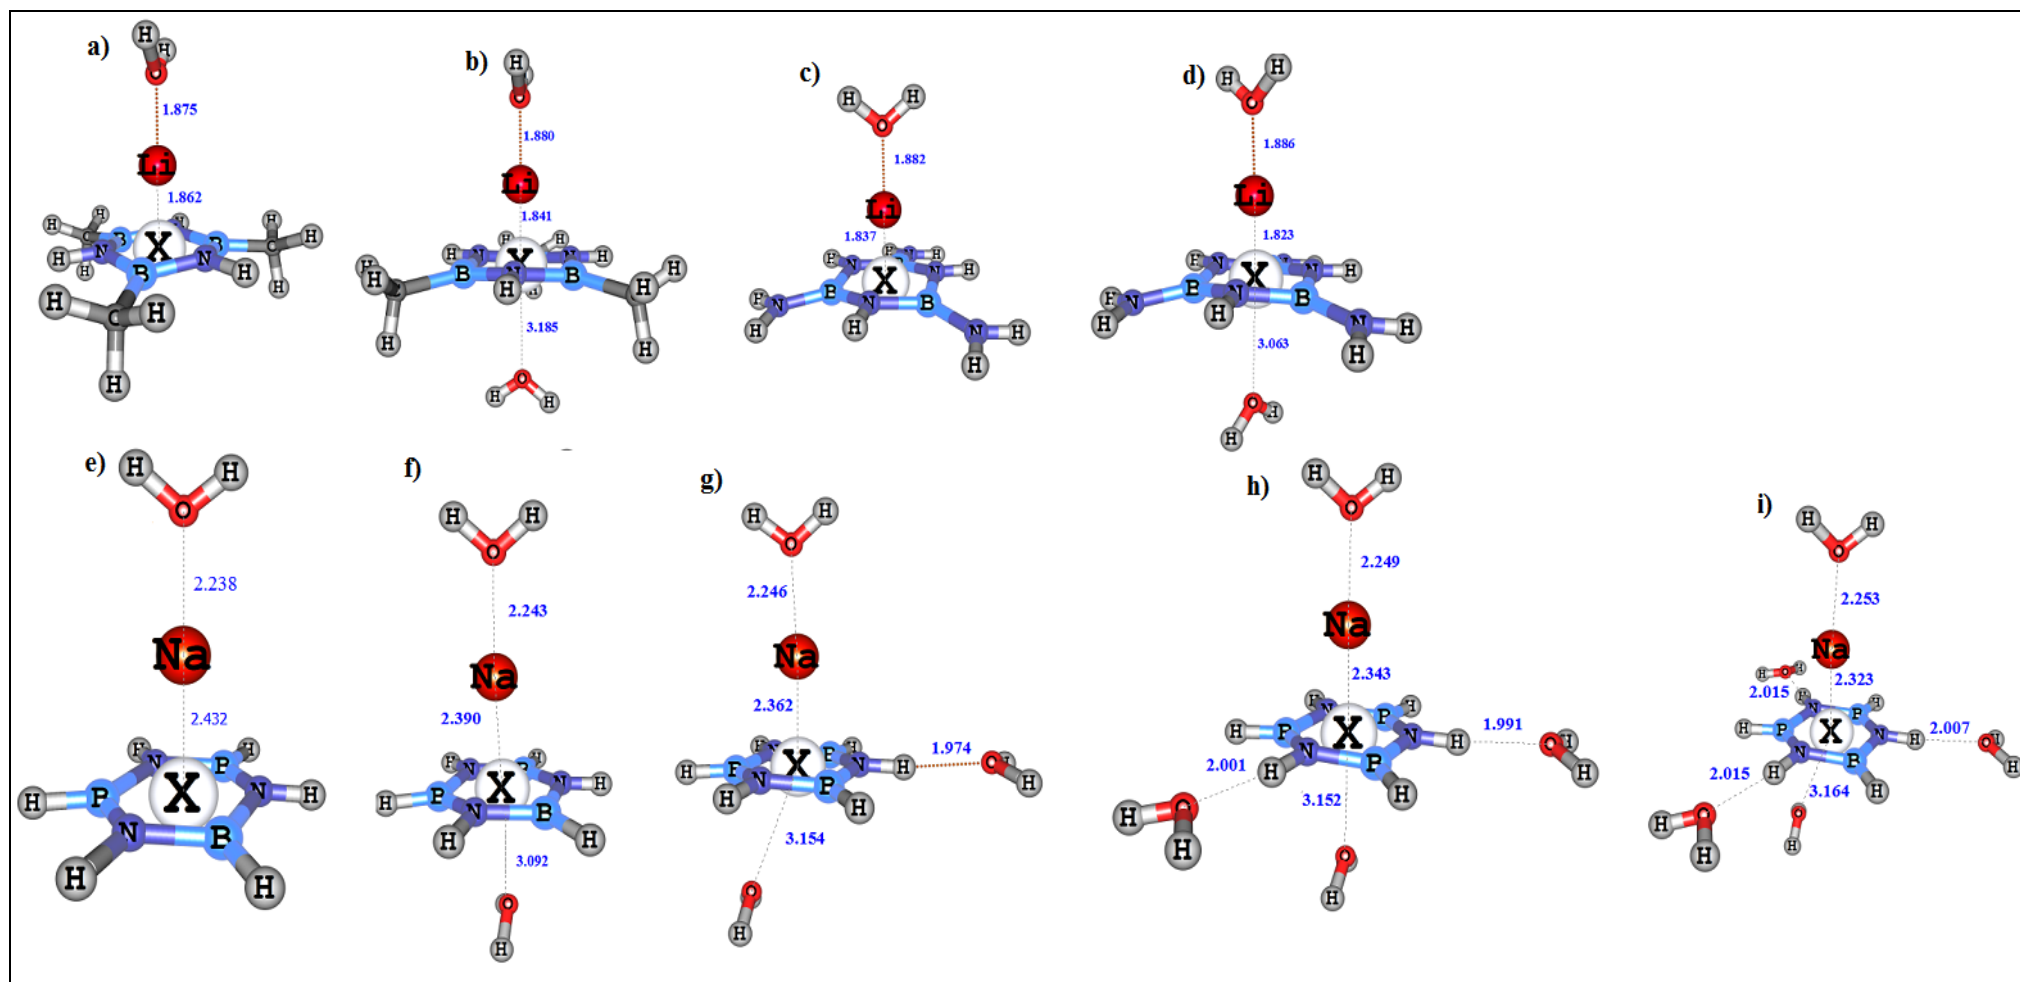 a)
H
H
O
1.875
Li
1.862
H
H
H
C
B
N
B
C
H
H
X
N
H
H
B
N
H
H
H
C
H
H
b)
H
O
1.880
Li
1.841
H
N
H
H
N
H
X
H
B
N
B
H
H
H
H
3.185
H
O
H
H
H
c)
H
H
O
1.882
Li
1.837
H
N
N
H
H
N
N
H
X
H
N
B
N
B
H
H
N
H
H
d)
H
H
O
1.886
Li
1.823
H
N
N
H
X
H
N
B
N
B
H
H
N
H
H
3.063
O
H
H
e)
H
H
O
2.238
Na
2.432
H
N
B
H
H
B
X
N
H
N
B
H
H
f)
H
H
O
2.243
Na
2.390
H
N
H
N
H
H
B
X
N
B
H
H
3.092
O
H
g)
H
H
O
2.246
Na
2.362
H
B
H
N
H
1.974
O
H
H
B
X
N
B
H
H
3.154
O
H
h)
H
H
O
2.249
Na
2.343
H
N
B
H
H
B
X
N
H
1.991
O
H
H
N
B
H
2.001
H
H
O
H
H
3.152
O
H
i)
H
H
O
2.253
Na
H
O
H
2.015
2.323
H
N
B
H
H
B
X
N
H
2.007
O
H
H
N
B
H
2.015
H
H
O
H
H
3.164
O
H